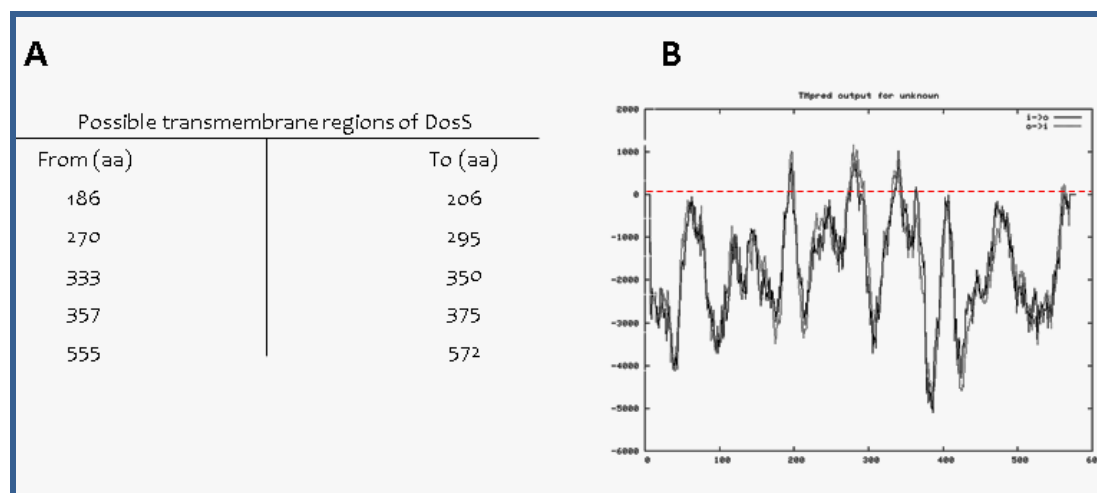 A
B
Possible transmembrane regions of DosS
From (aa) To (aa)
186 206
270 295
333 350
357 375
555 572
TMpred output for unknown
i->o
o->i
2000
1000
0
-1000
-2000
-3000
-4000
-5000
-6000
0 100 200 300 400 500 60